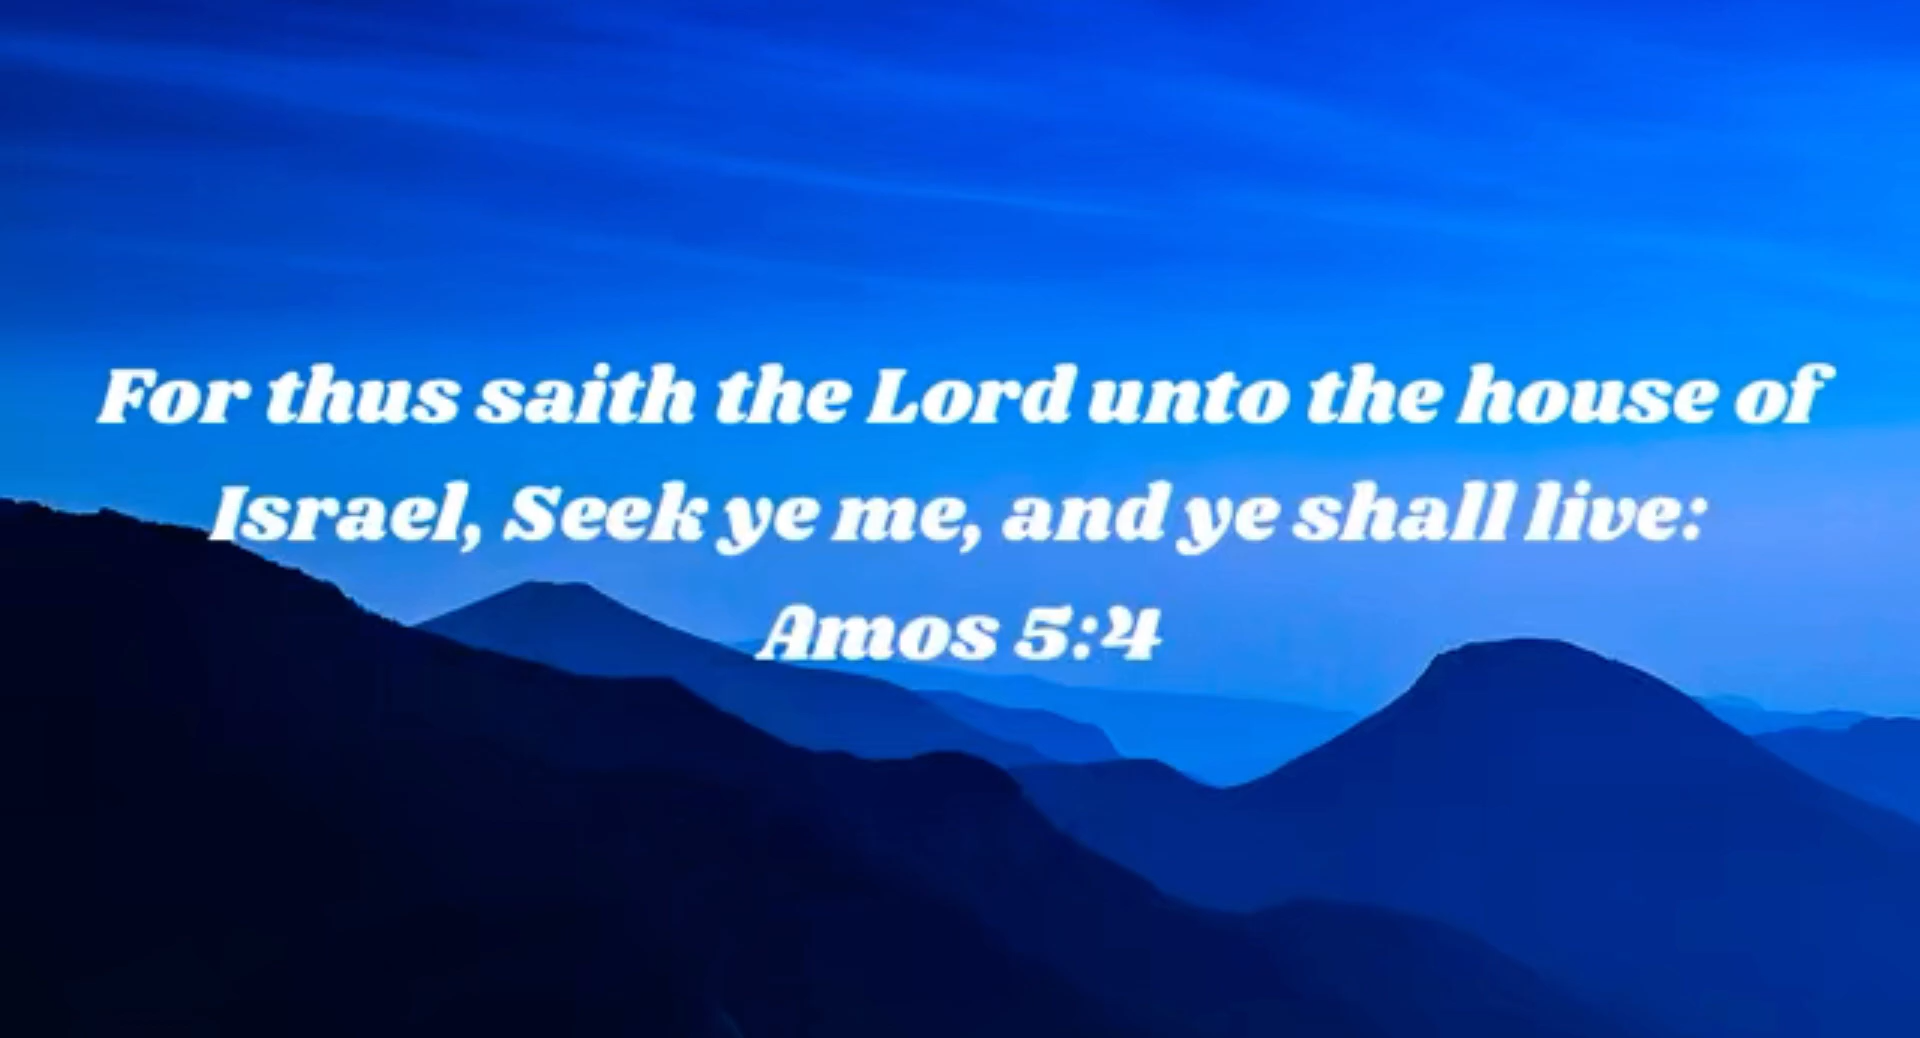 For thus saith the Lord unto the house of
Israel, Seek ye me, and ye shall live:
Amos 5:4